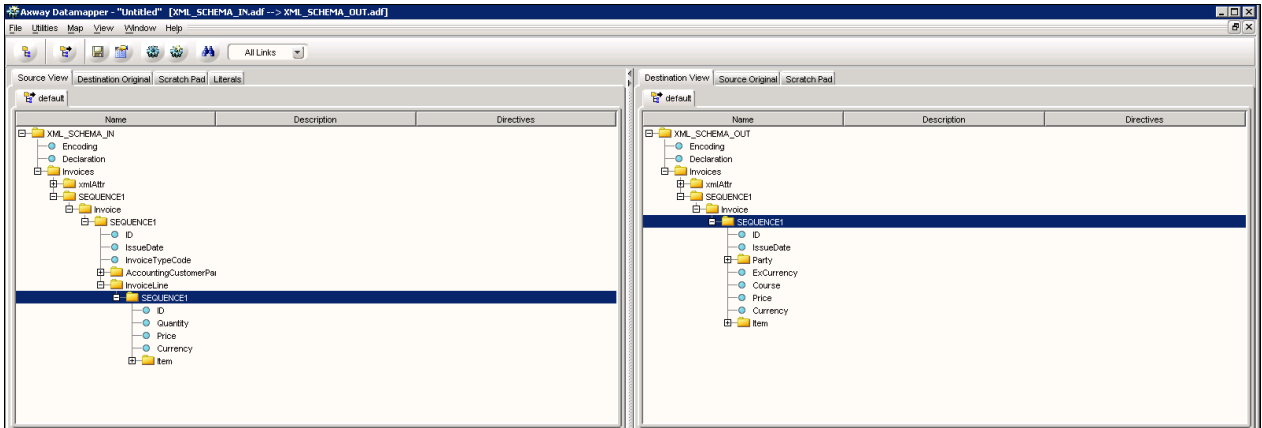 Axway Datamapper - "Untitled" [XML_SCHEMA_IN.adf --> XML_SCHEMA_OUT.adf]
File Utilities Map View Window Help
All Links
Source View Destination Original Scratch Pad Literals
default
Name Description Directives
XML_SCHEMA_IN
Encoding
Declaration
Invoices
xmlAttr
SEQUENCE1
Invoice
SEQUENCE1
ID
IssueDate
InvoiceTypeCode
AccountingCustomerPar
InvoiceLine
SEQUENCE1
ID
Quantity
Price
Currency
Item
Destination View Source Original Scratch Pad
default
Name Description Directives
XML_SCHEMA_OUT
Encoding
Declaration
Invoices
xmlAttr
SEQUENCE1
Invoice
SEQUENCE1
ID
IssueDate
Party
ExCurrency
Course
Price
Currency
Item